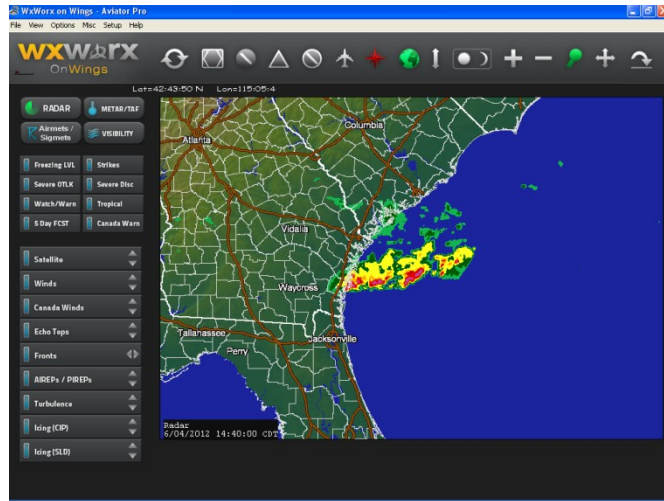 WxWorx on Wings - Aviator Pro
File View Options Misc Setup Help
WXWORX
OnWings
Lat=42:43:50 N Lon=115:05:4
RADAR
METAR/TAF
Airmets / Sigmets
VISIBILITY
Freezing LVL
Strikes
Severe OTLK
Severe Disc
Watch/Warn
Tropical
5 Day FCST
Canada Warn
Satellite
Winds
Canada Winds
Echo Tops
Fronts
AIREPs / PIREPs
Turbulence
Icing (CIP)
Icing (SLD)
Atlanta
Columbia
Vidalia
Waycross
Tallahassee
Jacksonville
Perry
Radar
6/04/2012 14:40:00 CDT